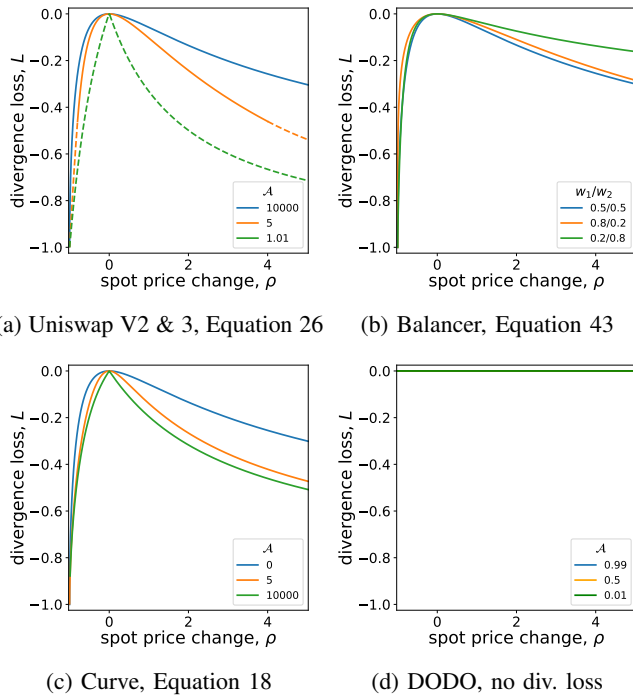 0.0
−0.2
−0.4
−0.6
−0.8
−1.0
divergence loss, L
0 2 4
spot price change, ρ
𝒜
10000
5
1.01
(a) Uniswap V2 & 3, Equation 26
0.0
−0.2
−0.4
−0.6
−0.8
−1.0
divergence loss, L
0 2 4
spot price change, ρ
w₁/w₂
0.5/0.5
0.8/0.2
0.2/0.8
(b) Balancer, Equation 43
0.0
−0.2
−0.4
−0.6
−0.8
−1.0
divergence loss, L
0 2 4
spot price change, ρ
𝒜
0
5
10000
(c) Curve, Equation 18
0.0
−0.2
−0.4
−0.6
−0.8
−1.0
divergence loss, L
0 2 4
spot price change, ρ
𝒜
0.99
0.5
0.01
(d) DODO, no div. loss